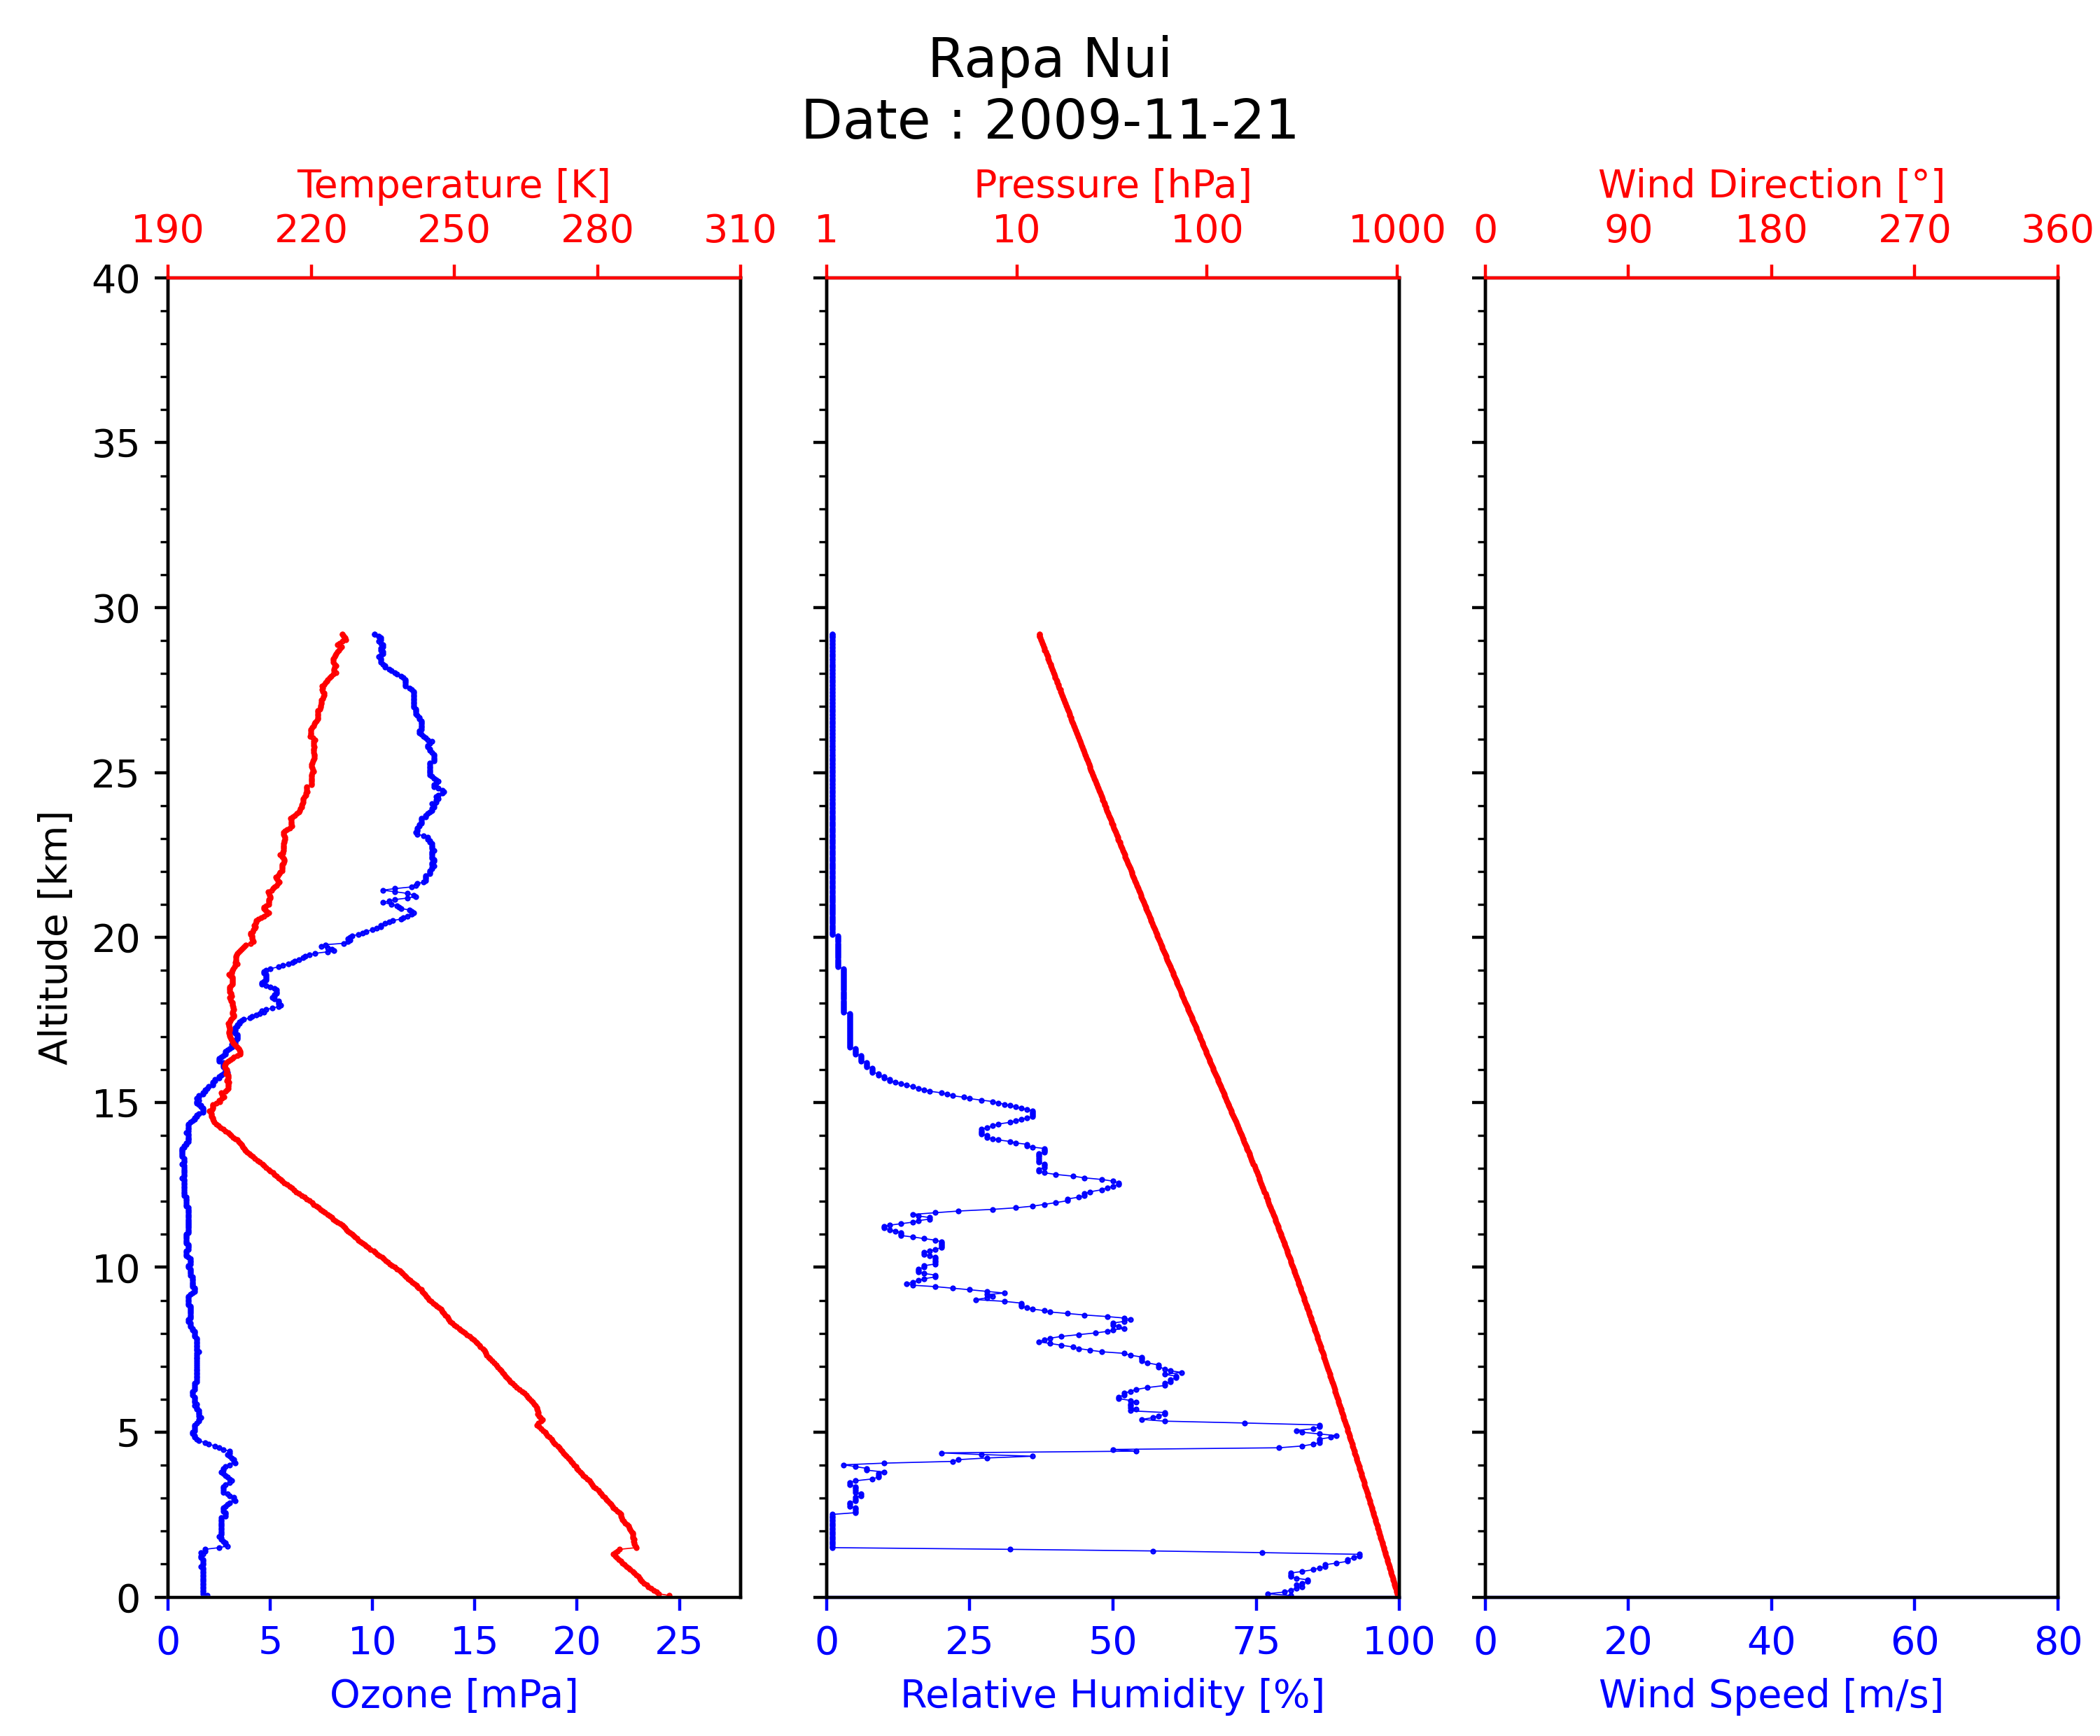 Rapa Nui
Date : 2009-11-21
Temperature [K]
190 220 250 280 310
Pressure [hPa]
1 10 100 1000
Wind Direction [°]
0 90 180 270 360
40
35
30
25
20
15
10
5
0
Altitude [km]
0 5 10 15 20 25
Ozone [mPa]
0 25 50 75 100
Relative Humidity [%]
0 20 40 60 80
Wind Speed [m/s]